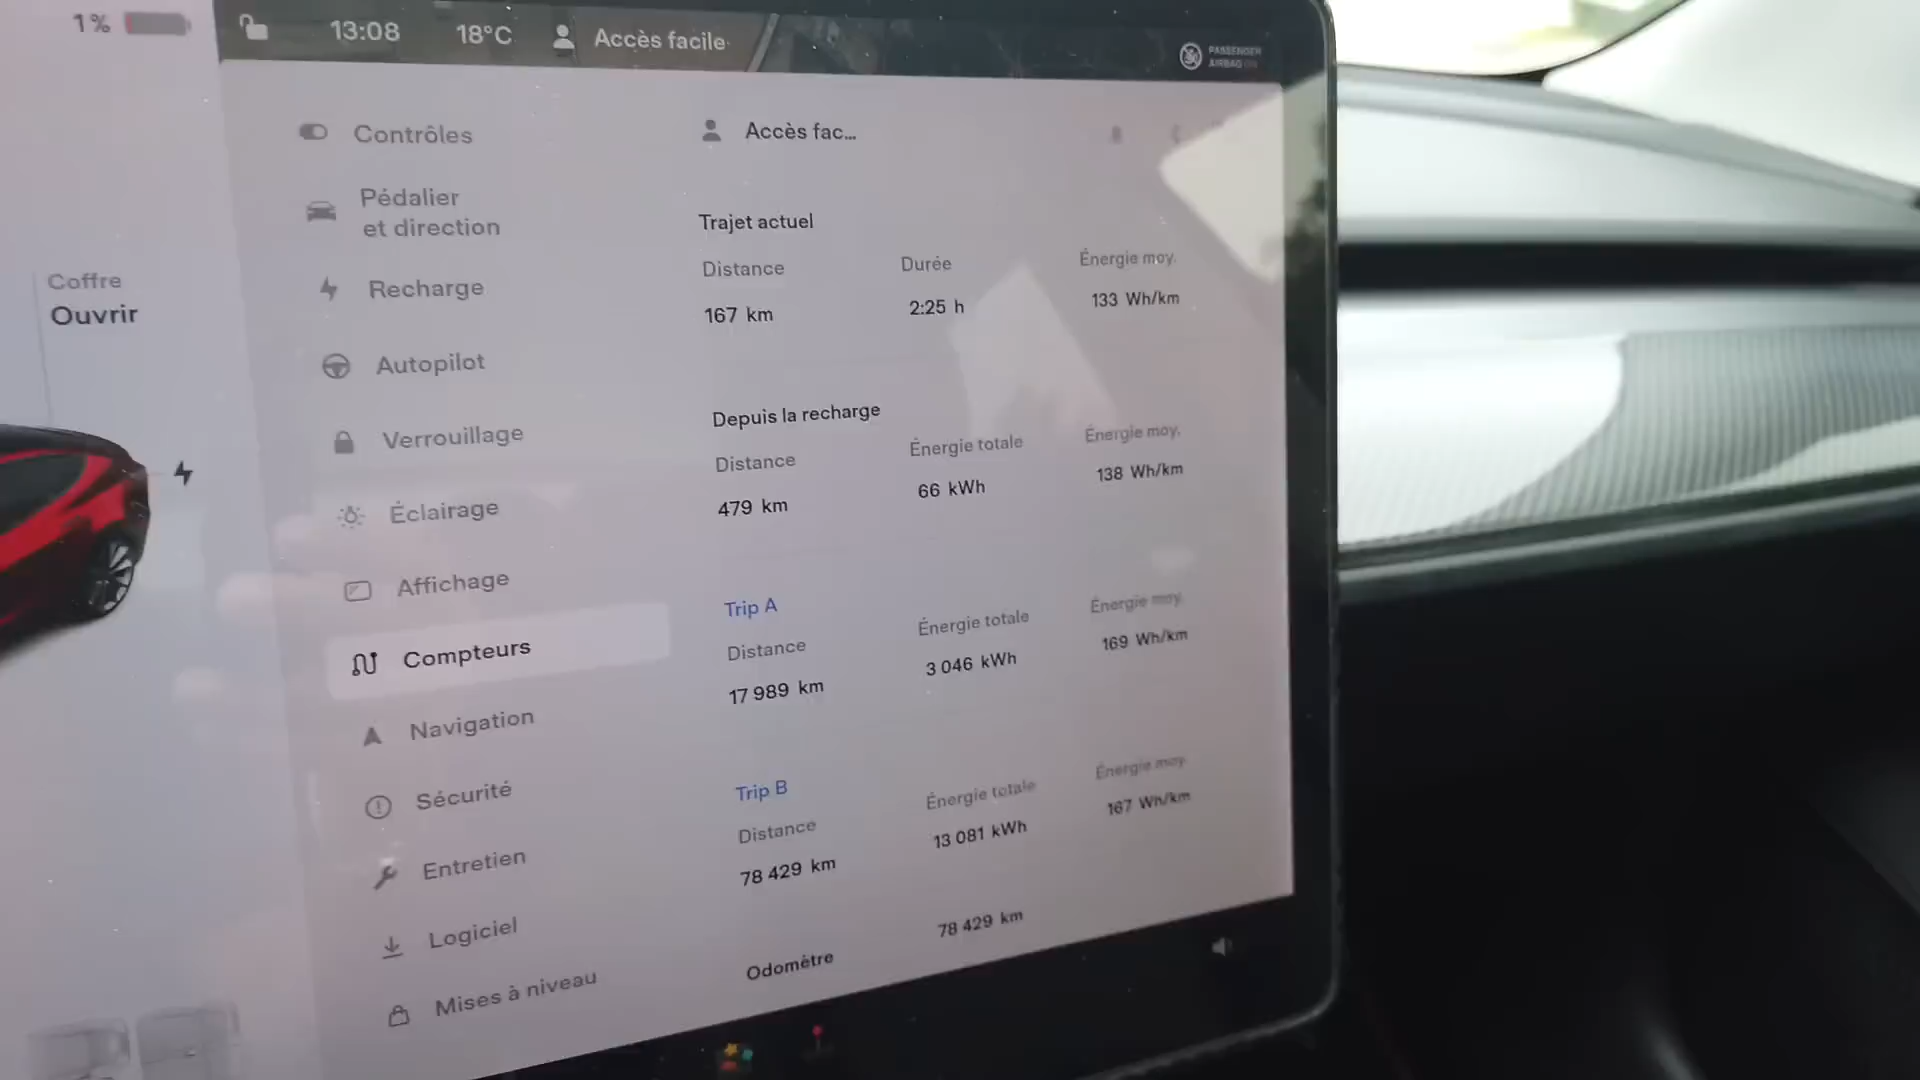 1 %
13:08
18°C
Accès facile
PASSENGER
AIRBAG ON
Coffre
Ouvrir
Contrôles
Pédalier
et direction
Recharge
Autopilot
Verrouillage
Éclairage
Affichage
Compteurs
Navigation
Sécurité
Entretien
Logiciel
Mises à niveau
Accès fac...
Trajet actuel
Distance
Durée
Énergie moy.
167 km
2:25 h
133 Wh/km
Depuis la recharge
Distance
Énergie totale
Énergie moy.
479 km
66 kWh
138 Wh/km
Trip A
Distance
Énergie totale
Énergie moy.
17 989 km
3 046 kWh
169 Wh/km
Trip B
Distance
Énergie totale
Énergie moy.
78 429 km
13 081 kWh
167 Wh/km
Odomètre
78 429 km